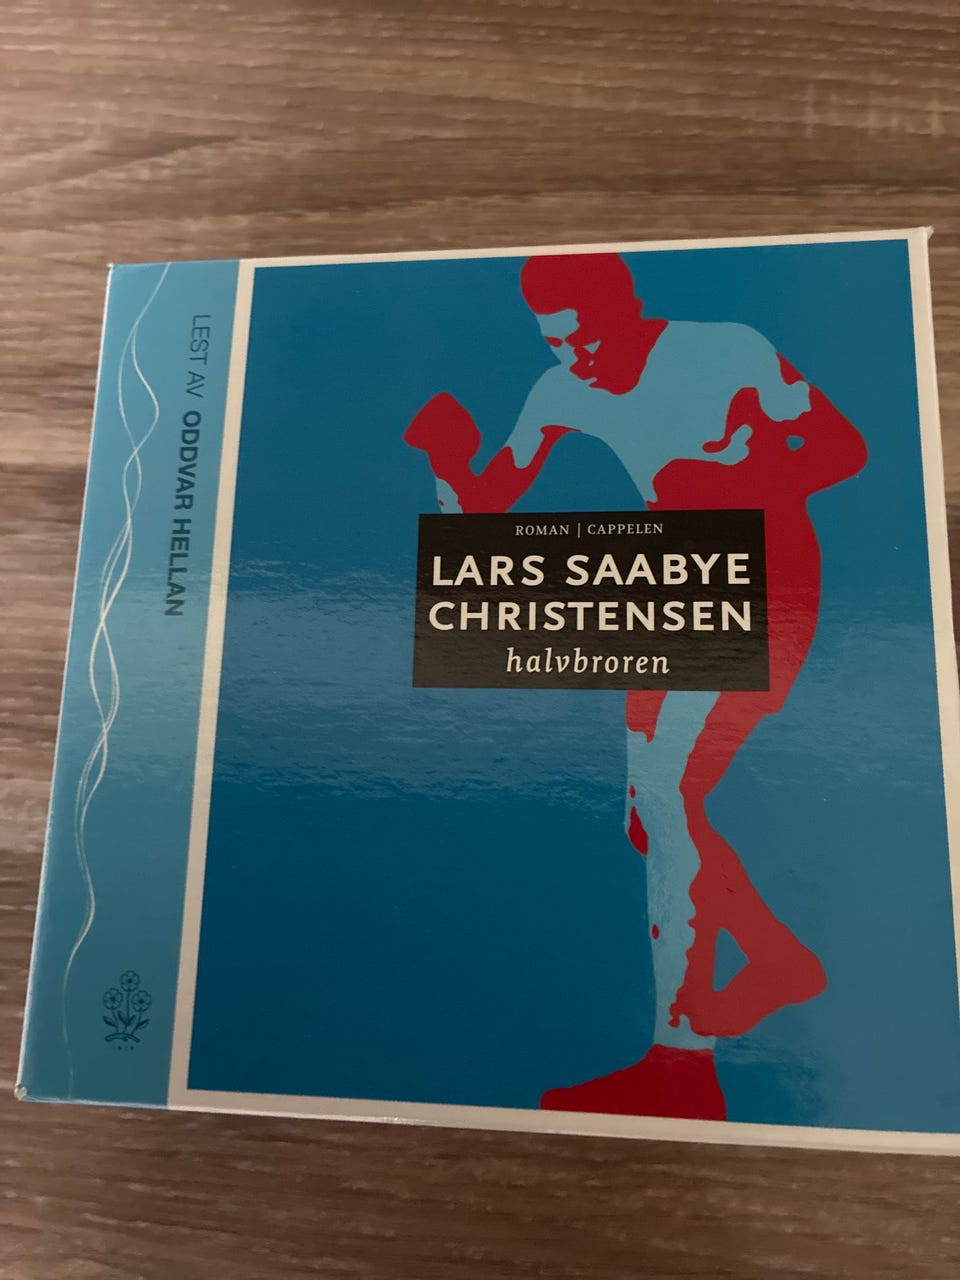 LEST AV ODDVAR HELLAN
ROMAN | CAPPELEN
LARS SAABYE
CHRISTENSEN
halvbroren